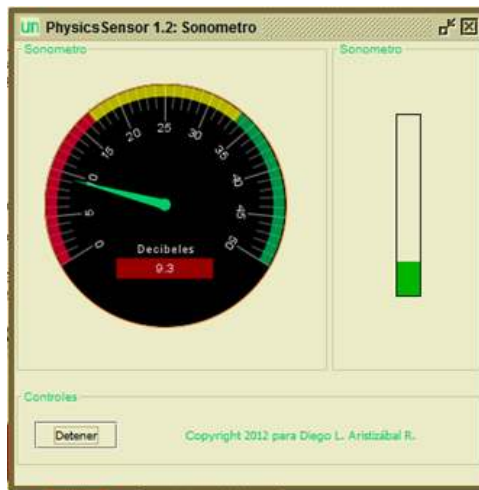 un PhysicsSensor 1.2: Sonometro
Sonometro
Sonometro
0
5
10
15
20
25
30
35
40
45
50
Decibeles
9.3
Controles
Detener
Copyright 2012 para Diego L. Aristizábal R.